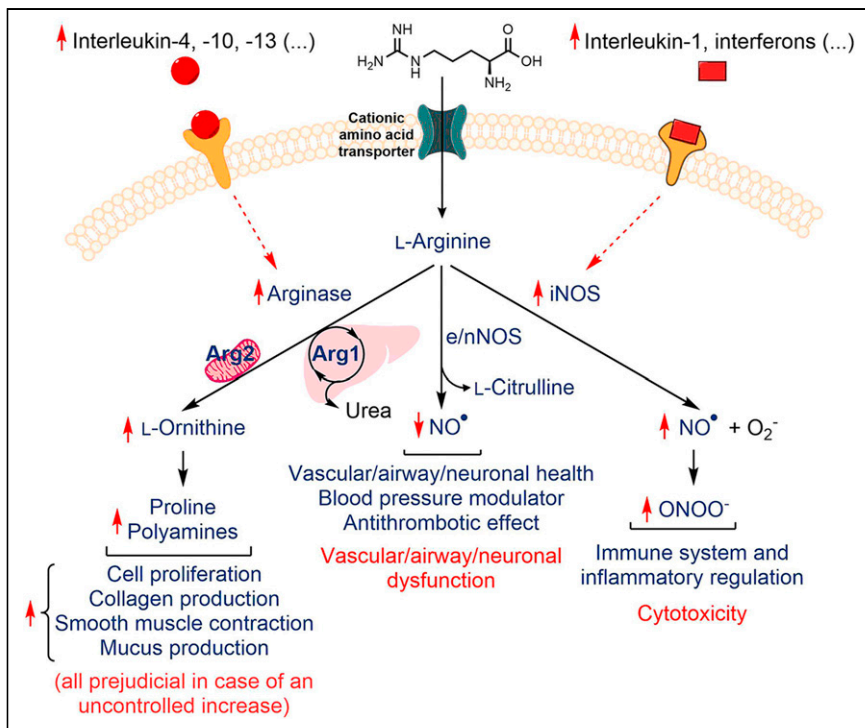 Interleukin-4, -10, -13 (...)
Interleukin-1, interferons (...)
NH
H₂N
N
H
O
OH
NH₂
Cationic
amino acid
transporter
L-Arginine
Arginase
iNOS
Arg2
Arg1
e/nNOS
L-Citrulline
Urea
L-Ornithine
NO•
NO• + O₂⁻
Proline
Polyamines
Vascular/airway/neuronal health
Blood pressure modulator
Antithrombotic effect
Vascular/airway/neuronal
dysfunction
ONOO⁻
Immune system and
inflammatory regulation
Cytotoxicity
Cell proliferation
Collagen production
Smooth muscle contraction
Mucus production
(all prejudicial in case of an
uncontrolled increase)